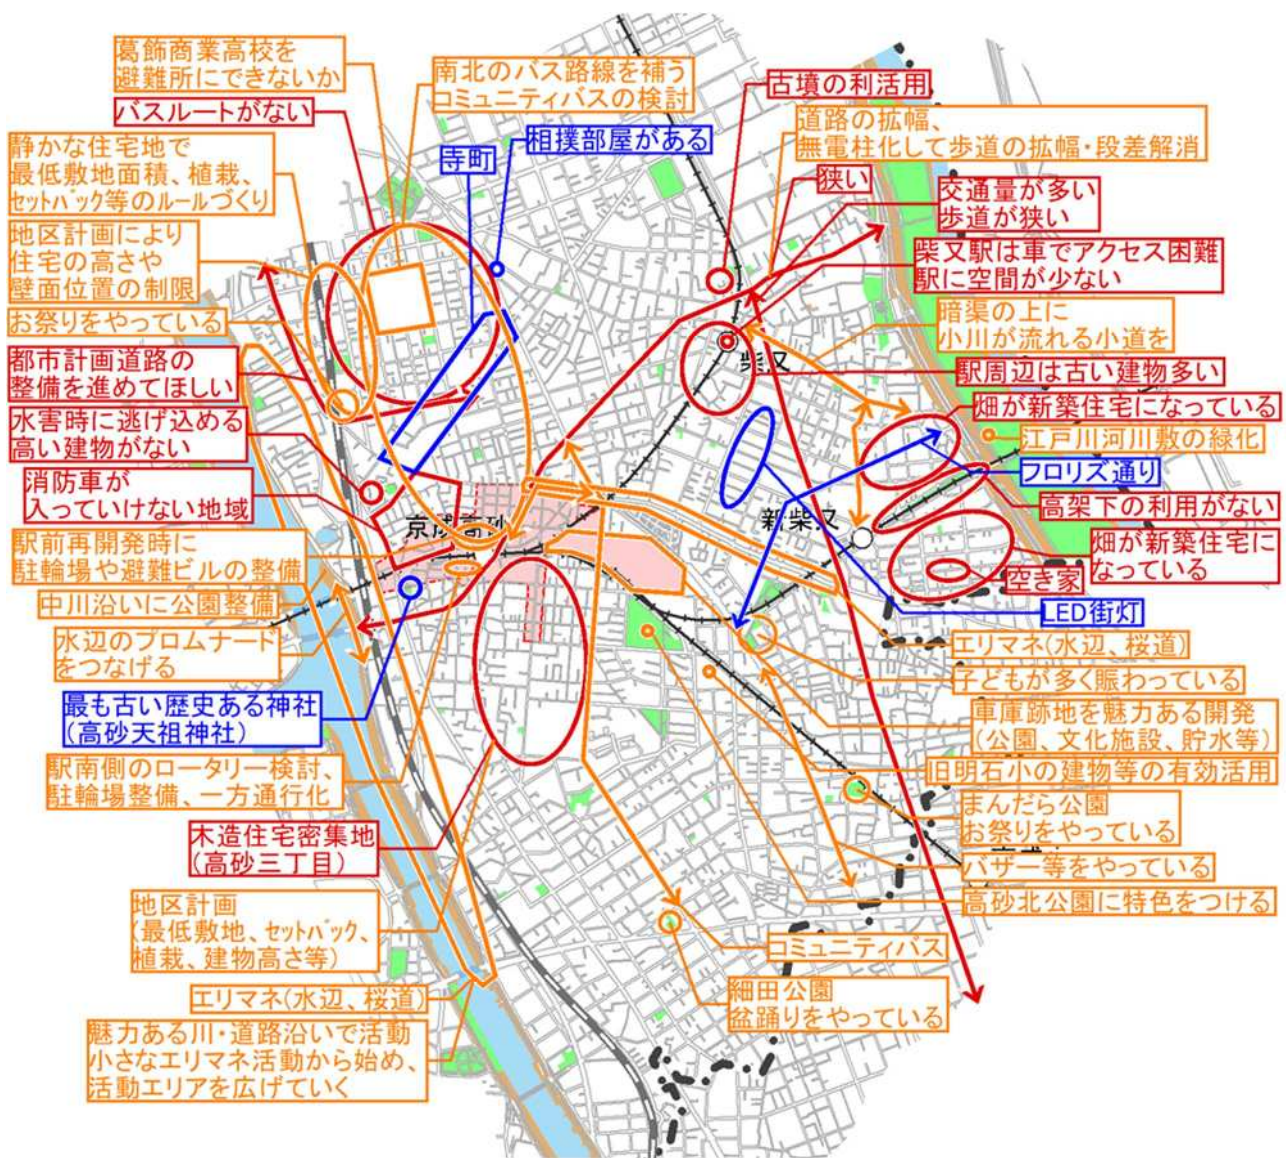 葛飾商業高校を
避難所にできないか
南北のバス路線を補う
コミュニティバスの検討
バスルートがない
古墳の利活用
道路の拡幅、
無電柱化して歩道の拡幅・段差解消
静かな住宅地で
最低敷地面積、植栽、
セットバック等のルールづくり
寺町
相撲部屋がある
狭い
交通量が多い
歩道が狭い
地区計画により
住宅の高さや
壁面位置の制限
柴又駅は車でアクセス困難
駅に空間が少ない
お祭りをやっている
暗渠の上に
小川が流れる小道を
都市計画道路の
整備を進めてほしい
柴又
駅周辺は古い建物多い
水害時に逃げ込める
高い建物がない
畑が新築住宅になっている
江戸川河川敷の緑化
フロリズ通り
消防車が
入っていけない地域
高架下の利用がない
京成高砂
新柴又
駅前再開発時に
駐輪場や避難ビルの整備
畑が新築住宅に
なっている
空き家
中川沿いに公園整備
LED街灯
水辺のプロムナード
をつなげる
エリマネ(水辺、桜道)
子どもが多く賑わっている
最も古い歴史ある神社
(高砂天祖神社)
車庫跡地を魅力ある開発
(公園、文化施設、貯水等)
駅南側のロータリー検討、
駐輪場整備、一方通行化
旧明石小の建物等の有効活用
まんだら公園
お祭りをやっている
木造住宅密集地
(高砂三丁目)
バザー等をやっている
地区計画
(最低敷地、セットバック、
植栽、建物高さ等)
高砂北公園に特色をつける
コミュニティバス
エリマネ(水辺、桜道)
細田公園
盆踊りをやっている
魅力ある川・道路沿いで活動
小さなエリマネ活動から始め、
活動エリアを広げていく